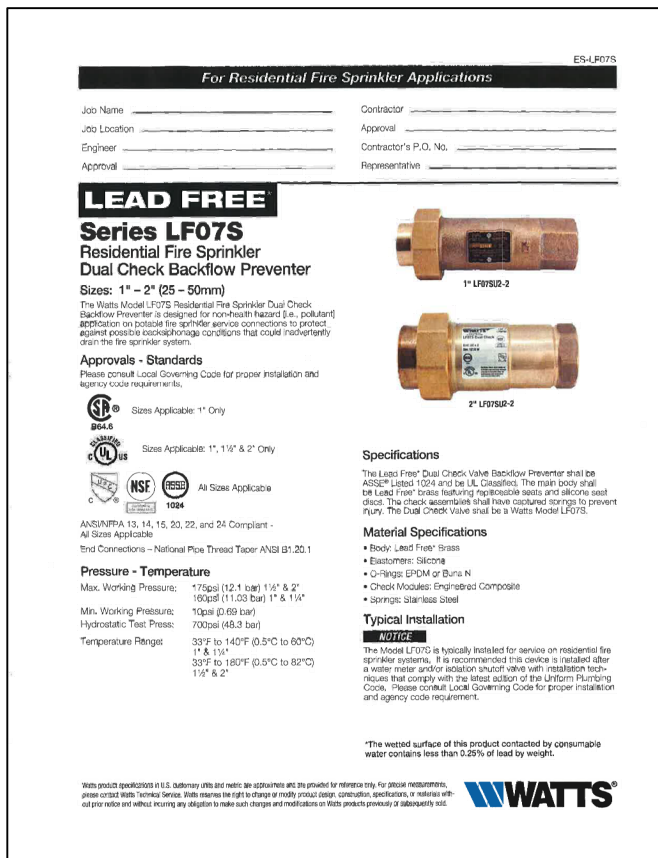 ES-LF07S
For Residential Fire Sprinkler Applications
Job Name
Job Location
Engineer
Approval
Contractor
Approval
Contractor's P.O. No.
Representative
LEAD FREE*
Series LF07S
Residential Fire Sprinkler
Dual Check Backflow Preventer
Sizes: 1" – 2" (25 – 50mm)
The Watts Model LF07S Residential Fire Sprinkler Dual Check
Backflow Preventer is designed for non-health hazard [i.e., pollutant]
application on potable fire sprinkler service connections to protect
against possible backsiphonage conditions that could inadvertently
drain the fire sprinkler system.
Approvals - Standards
Please consult Local Governing Code for proper installation and
agency code requirements.
SA ®
B64.6
Sizes Applicable: 1" Only
CLASSIFIED
C UL US
Sizes Applicable: 1", 1½" & 2" Only
UPC
C ®
NSF.
ASSE
1024
All Sizes Applicable
ANSI/NFPA 13, 14, 15, 20, 22, and 24 Compliant -
All Sizes Applicable
End Connections – National Pipe Thread Taper ANSI B1.20.1
Pressure - Temperature
Max. Working Pressure: 175psi (12.1 bar) 1½" & 2"
160psi (11.03 bar) 1" & 1¼"
Min. Working Pressure: 10psi (0.69 bar)
Hydrostatic Test Press: 700psi (48.3 bar)
Temperature Range: 33°F to 140°F (0.5°C to 60°C)
1" & 1¼"
33°F to 180°F (0.5°C to 82°C)
1½" & 2"
1" LF07SU2-2
WATTS
LF07S Dual Check
2" LF07SU2-2
Specifications
The Lead Free* Dual Check Valve Backflow Preventer shall be
ASSE® Listed 1024 and be UL Classified. The main body shall
be Lead Free* brass featuring replaceable seats and silicone seat
discs. The check assemblies shall have captured springs to prevent
injury. The Dual Check Valve shall be a Watts Model LF07S.
Material Specifications
• Body: Lead Free* Brass
• Elastomers: Silicone
• O-Rings: EPDM or Buna N
• Check Modules: Engineered Composite
• Springs: Stainless Steel
Typical Installation
NOTICE
The Model LF07S is typically installed for service on residential fire
sprinkler systems. It is recommended this device is installed after
a water meter and/or isolation shutoff valve with installation tech-
niques that comply with the latest edition of the Uniform Plumbing
Code. Please consult Local Governing Code for proper installation
and agency code requirement.
*The wetted surface of this product contacted by consumable
water contains less than 0.25% of lead by weight.
Watts product specifications in U.S. customary units and metric are approximate and are provided for reference only. For precise measurements,
please contact Watts Technical Service. Watts reserves the right to change or modify product design, construction, specifications, or materials with-
out prior notice and without incurring any obligation to make such changes and modifications on Watts products previously or subsequently sold.
WATTS®